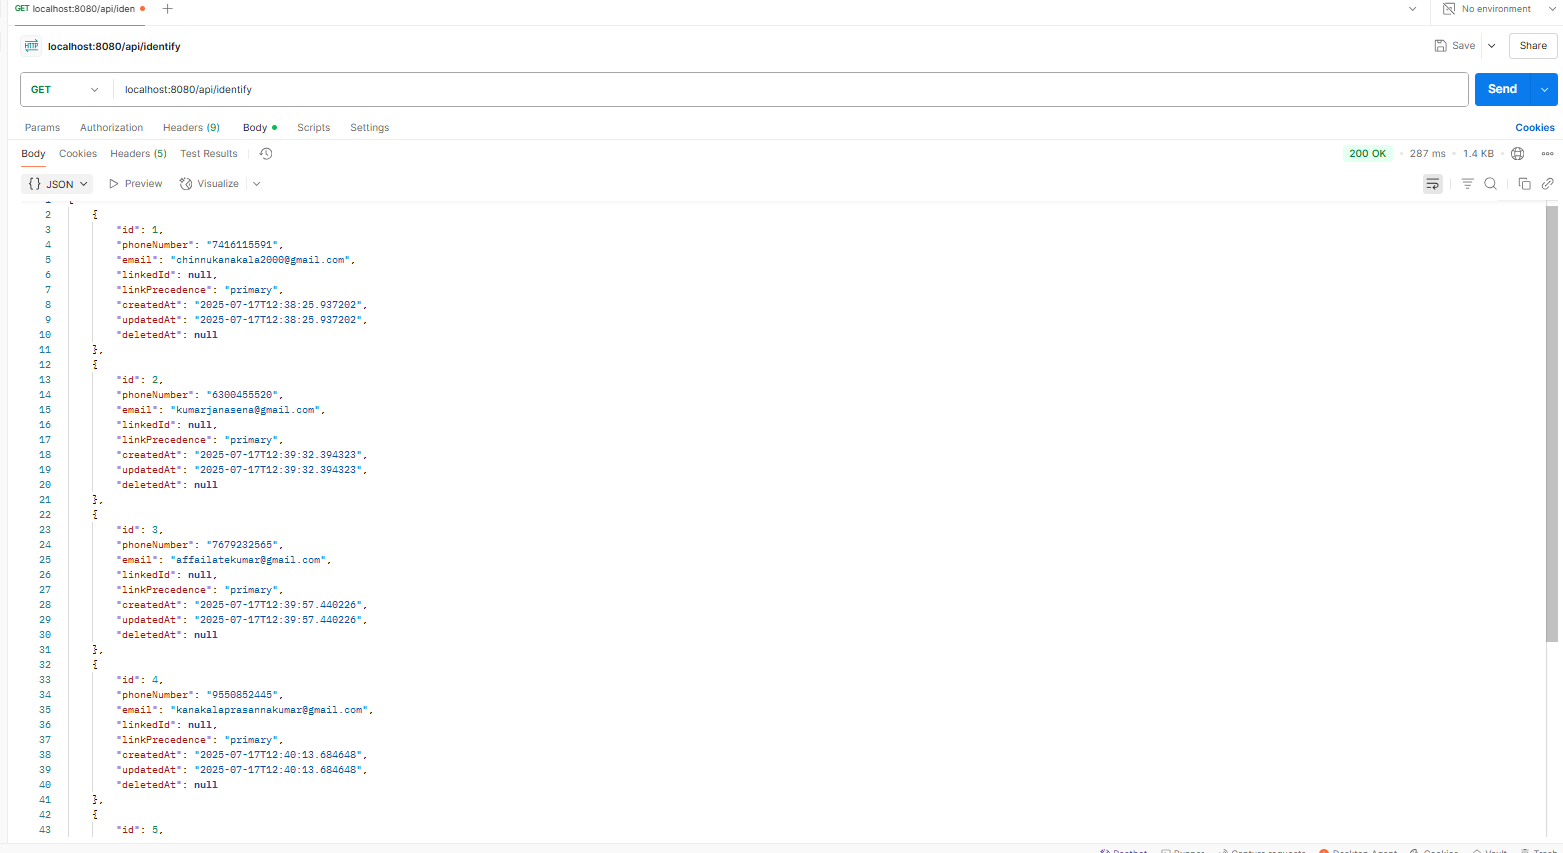 GET localhost:8080/api/iden
No environment
HTTP localhost:8080/api/identify
Save
Share
GET
localhost:8080/api/identify
Send
Params Authorization Headers (9) Body Scripts Settings
Cookies
Body Cookies Headers (5) Test Results
200 OK 287 ms 1.4 KB
{} JSON Preview Visualize
2 {
3 "id": 1,
4 "phoneNumber": "7416115591",
5 "email": "chinnukanakala2000@gmail.com",
6 "linkedId": null,
7 "linkPrecedence": "primary",
8 "createdAt": "2025-07-17T12:38:25.937202",
9 "updatedAt": "2025-07-17T12:38:25.937202",
10 "deletedAt": null
11 },
12 {
13 "id": 2,
14 "phoneNumber": "6300455520",
15 "email": "kumarjanasena@gmail.com",
16 "linkedId": null,
17 "linkPrecedence": "primary",
18 "createdAt": "2025-07-17T12:39:32.394323",
19 "updatedAt": "2025-07-17T12:39:32.394323",
20 "deletedAt": null
21 },
22 {
23 "id": 3,
24 "phoneNumber": "7679232565",
25 "email": "affailatekumar@gmail.com",
26 "linkedId": null,
27 "linkPrecedence": "primary",
28 "createdAt": "2025-07-17T12:39:57.440226",
29 "updatedAt": "2025-07-17T12:39:57.440226",
30 "deletedAt": null
31 },
32 {
33 "id": 4,
34 "phoneNumber": "9550852445",
35 "email": "kanakalaprasannakumar@gmail.com",
36 "linkedId": null,
37 "linkPrecedence": "primary",
38 "createdAt": "2025-07-17T12:40:13.684648",
39 "updatedAt": "2025-07-17T12:40:13.684648",
40 "deletedAt": null
41 },
42 {
43 "id": 5,